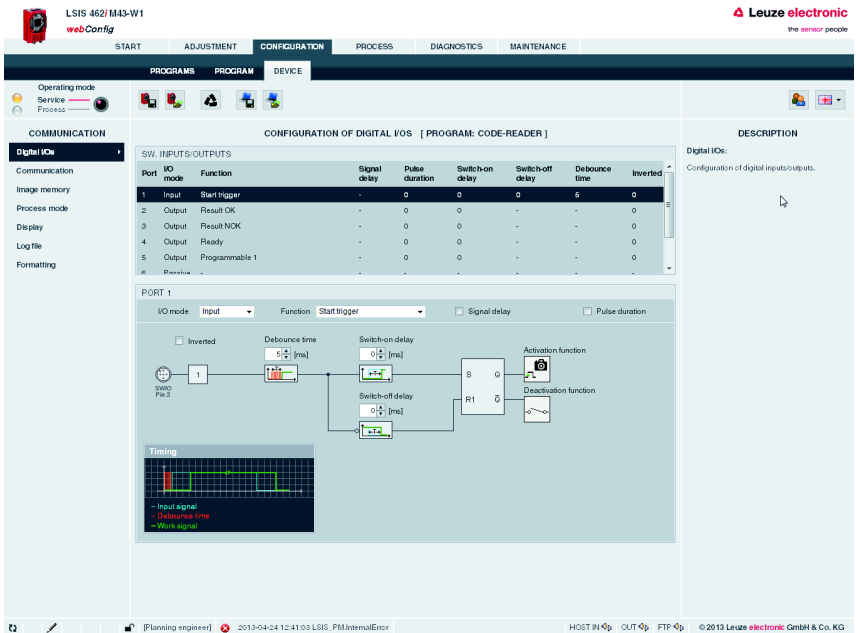 LSIS 462i M43-W1
webConfig
Leuze electronic
the sensor people
START ADJUSTMENT CONFIGURATION PROCESS DIAGNOSTICS MAINTENANCE
PROGRAMS PROGRAM DEVICE
Operating mode
Service
Process
COMMUNICATION
Digital I/Os
Communication
Image memory
Process mode
Display
Log file
Formatting
CONFIGURATION OF DIGITAL I/OS [ PROGRAM: CODE-READER ]
SW. INPUTS/OUTPUTS
Port I/O mode Function Signal delay Pulse duration Switch-on delay Switch-off delay Debounce time Inverted
1 Input Start trigger - 0 0 0 5 0
2 Output Result OK - 0 0 - - 0
3 Output Result NOK - 0 0 - - 0
4 Output Ready - 0 0 - - 0
5 Output Programmable 1 - 0 0 - - 0
6 Passive - - - - - - -
PORT 1
I/O mode Input Function Start trigger Signal delay Pulse duration
Inverted
Debounce time
5 [ms]
Switch-on delay
0 [ms]
Switch-off delay
0 [ms]
SWIO
Pin 2
1
S Q
R1 Q̅
Activation function
Deactivation function
Timing
– Input signal
– Debounce time
– Work signal
DESCRIPTION
Digital I/Os:
Configuration of digital inputs/outputs.
[Planning engineer] 2013-04-24 12:41:03 LSIS_PM.InternalError
HOST IN OUT FTP © 2013 Leuze electronic GmbH & Co. KG